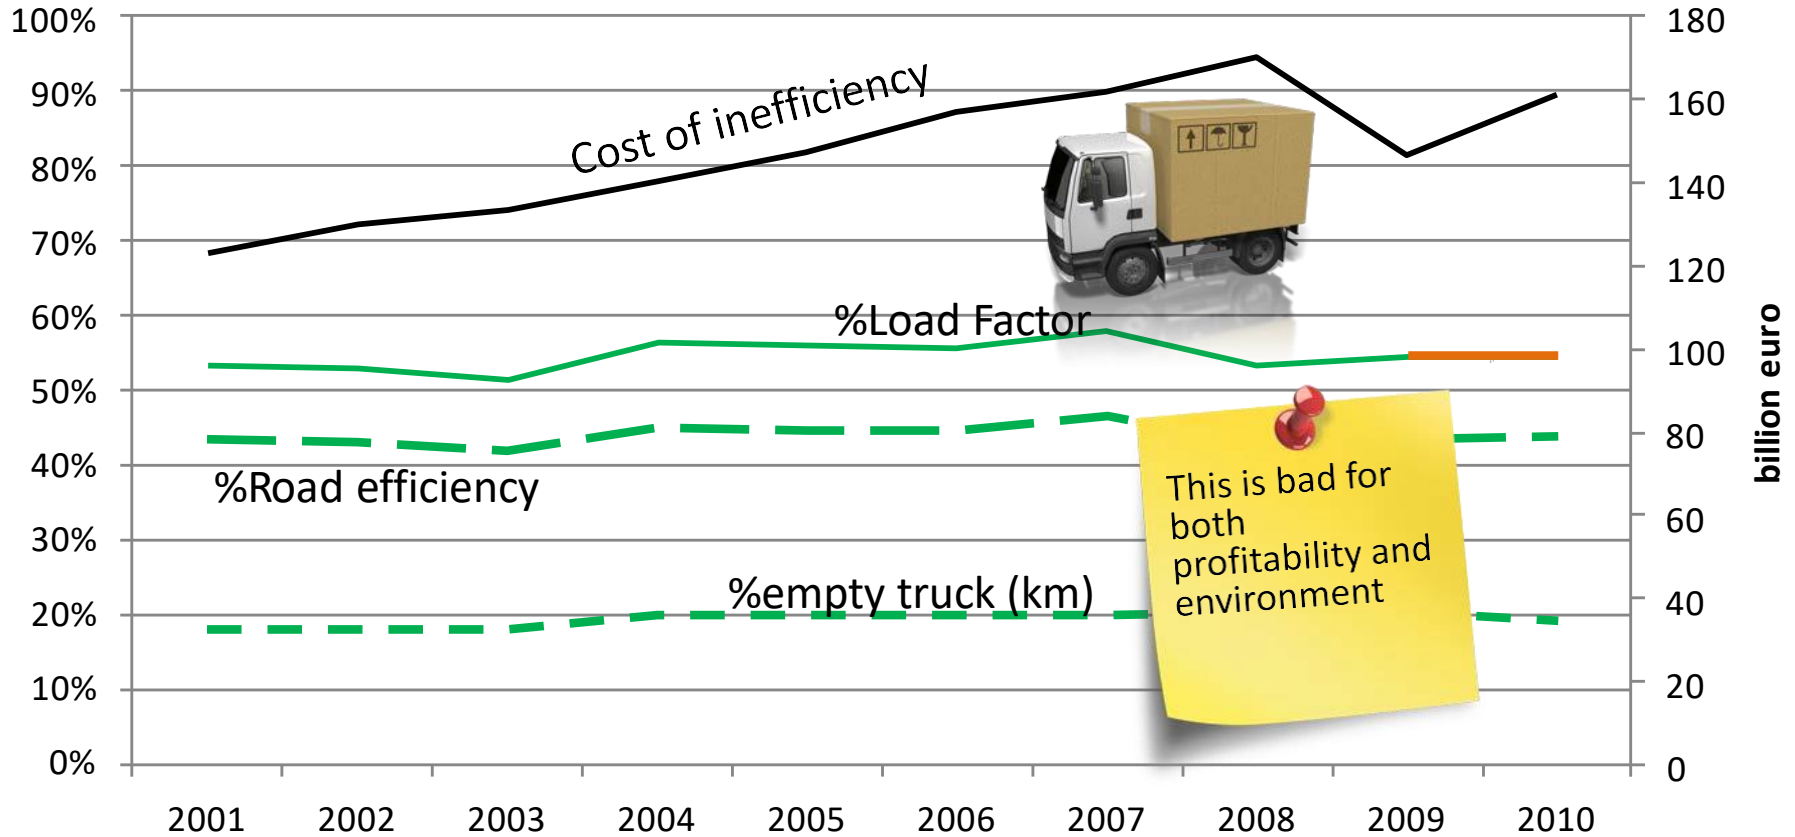 100%
90%
80%
70%
60%
50%
40%
30%
20%
10%
0%
180
160
140
120
100
80
60
40
20
0
billion euro
Cost of inefficiency
%Load Factor
%Road efficiency
%empty truck (km)
This is bad for
both
profitability and
environment
2001 2002 2003 2004 2005 2006 2007 2008 2009 2010